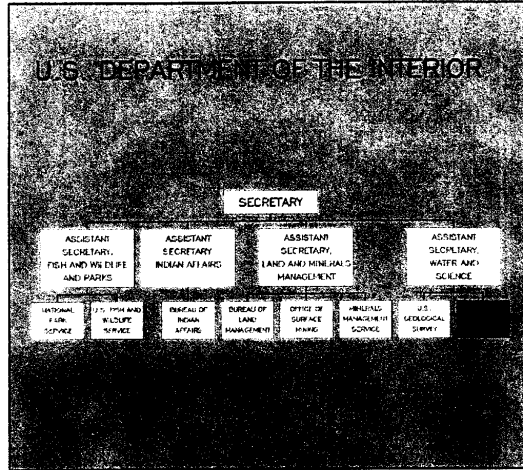 U.S. DEPARTMENT OF THE INTERIOR
SECRETARY
ASSISTANT
SECRETARY,
FISH AND WILDLIFE
AND PARKS
ASSISTANT
SECRETARY
INDIAN AFFAIRS
ASSISTANT
SECRETARY,
LAND AND MINERALS
MANAGEMENT
ASSISTANT
SECRETARY,
WATER AND
SCIENCE
NATIONAL
PARK
SERVICE
U.S. FISH AND
WILDLIFE
SERVICE
BUREAU OF
INDIAN
AFFAIRS
BUREAU OF
LAND
MANAGEMENT
OFFICE OF
SURFACE
MINING
MINERALS
MANAGEMENT
SERVICE
U.S.
GEOLOGICAL
SURVEY